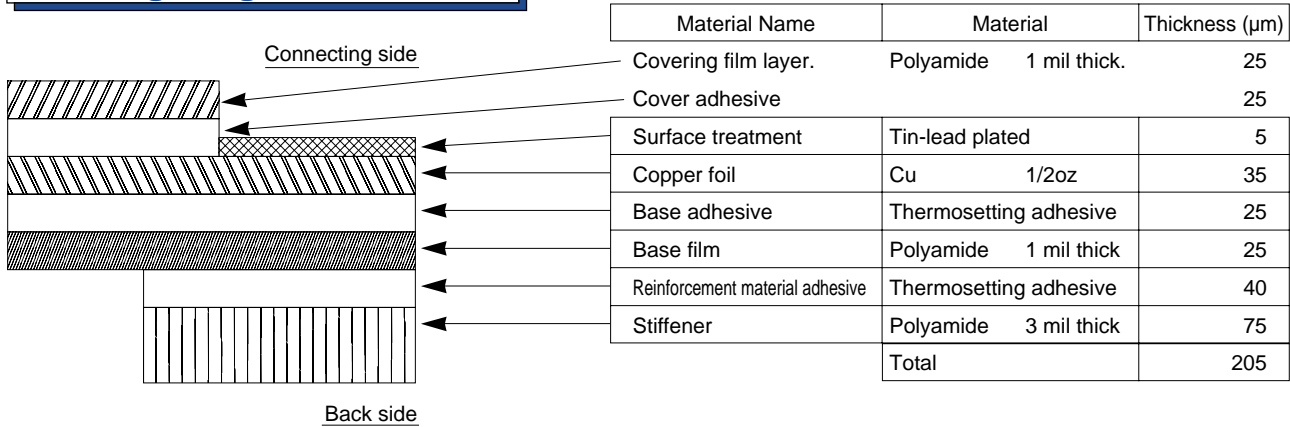 Material Name Material Thickness (µm)
Connecting side
Covering film layer. Polyamide 1 mil thick. 25
Cover adhesive 25
Surface treatment Tin-lead plated 5
Copper foil Cu 1/2oz 35
Base adhesive Thermosetting adhesive 25
Base film Polyamide 1 mil thick 25
Reinforcement material adhesive Thermosetting adhesive 40
Stiffener Polyamide 3 mil thick 75
Total 205
Back side